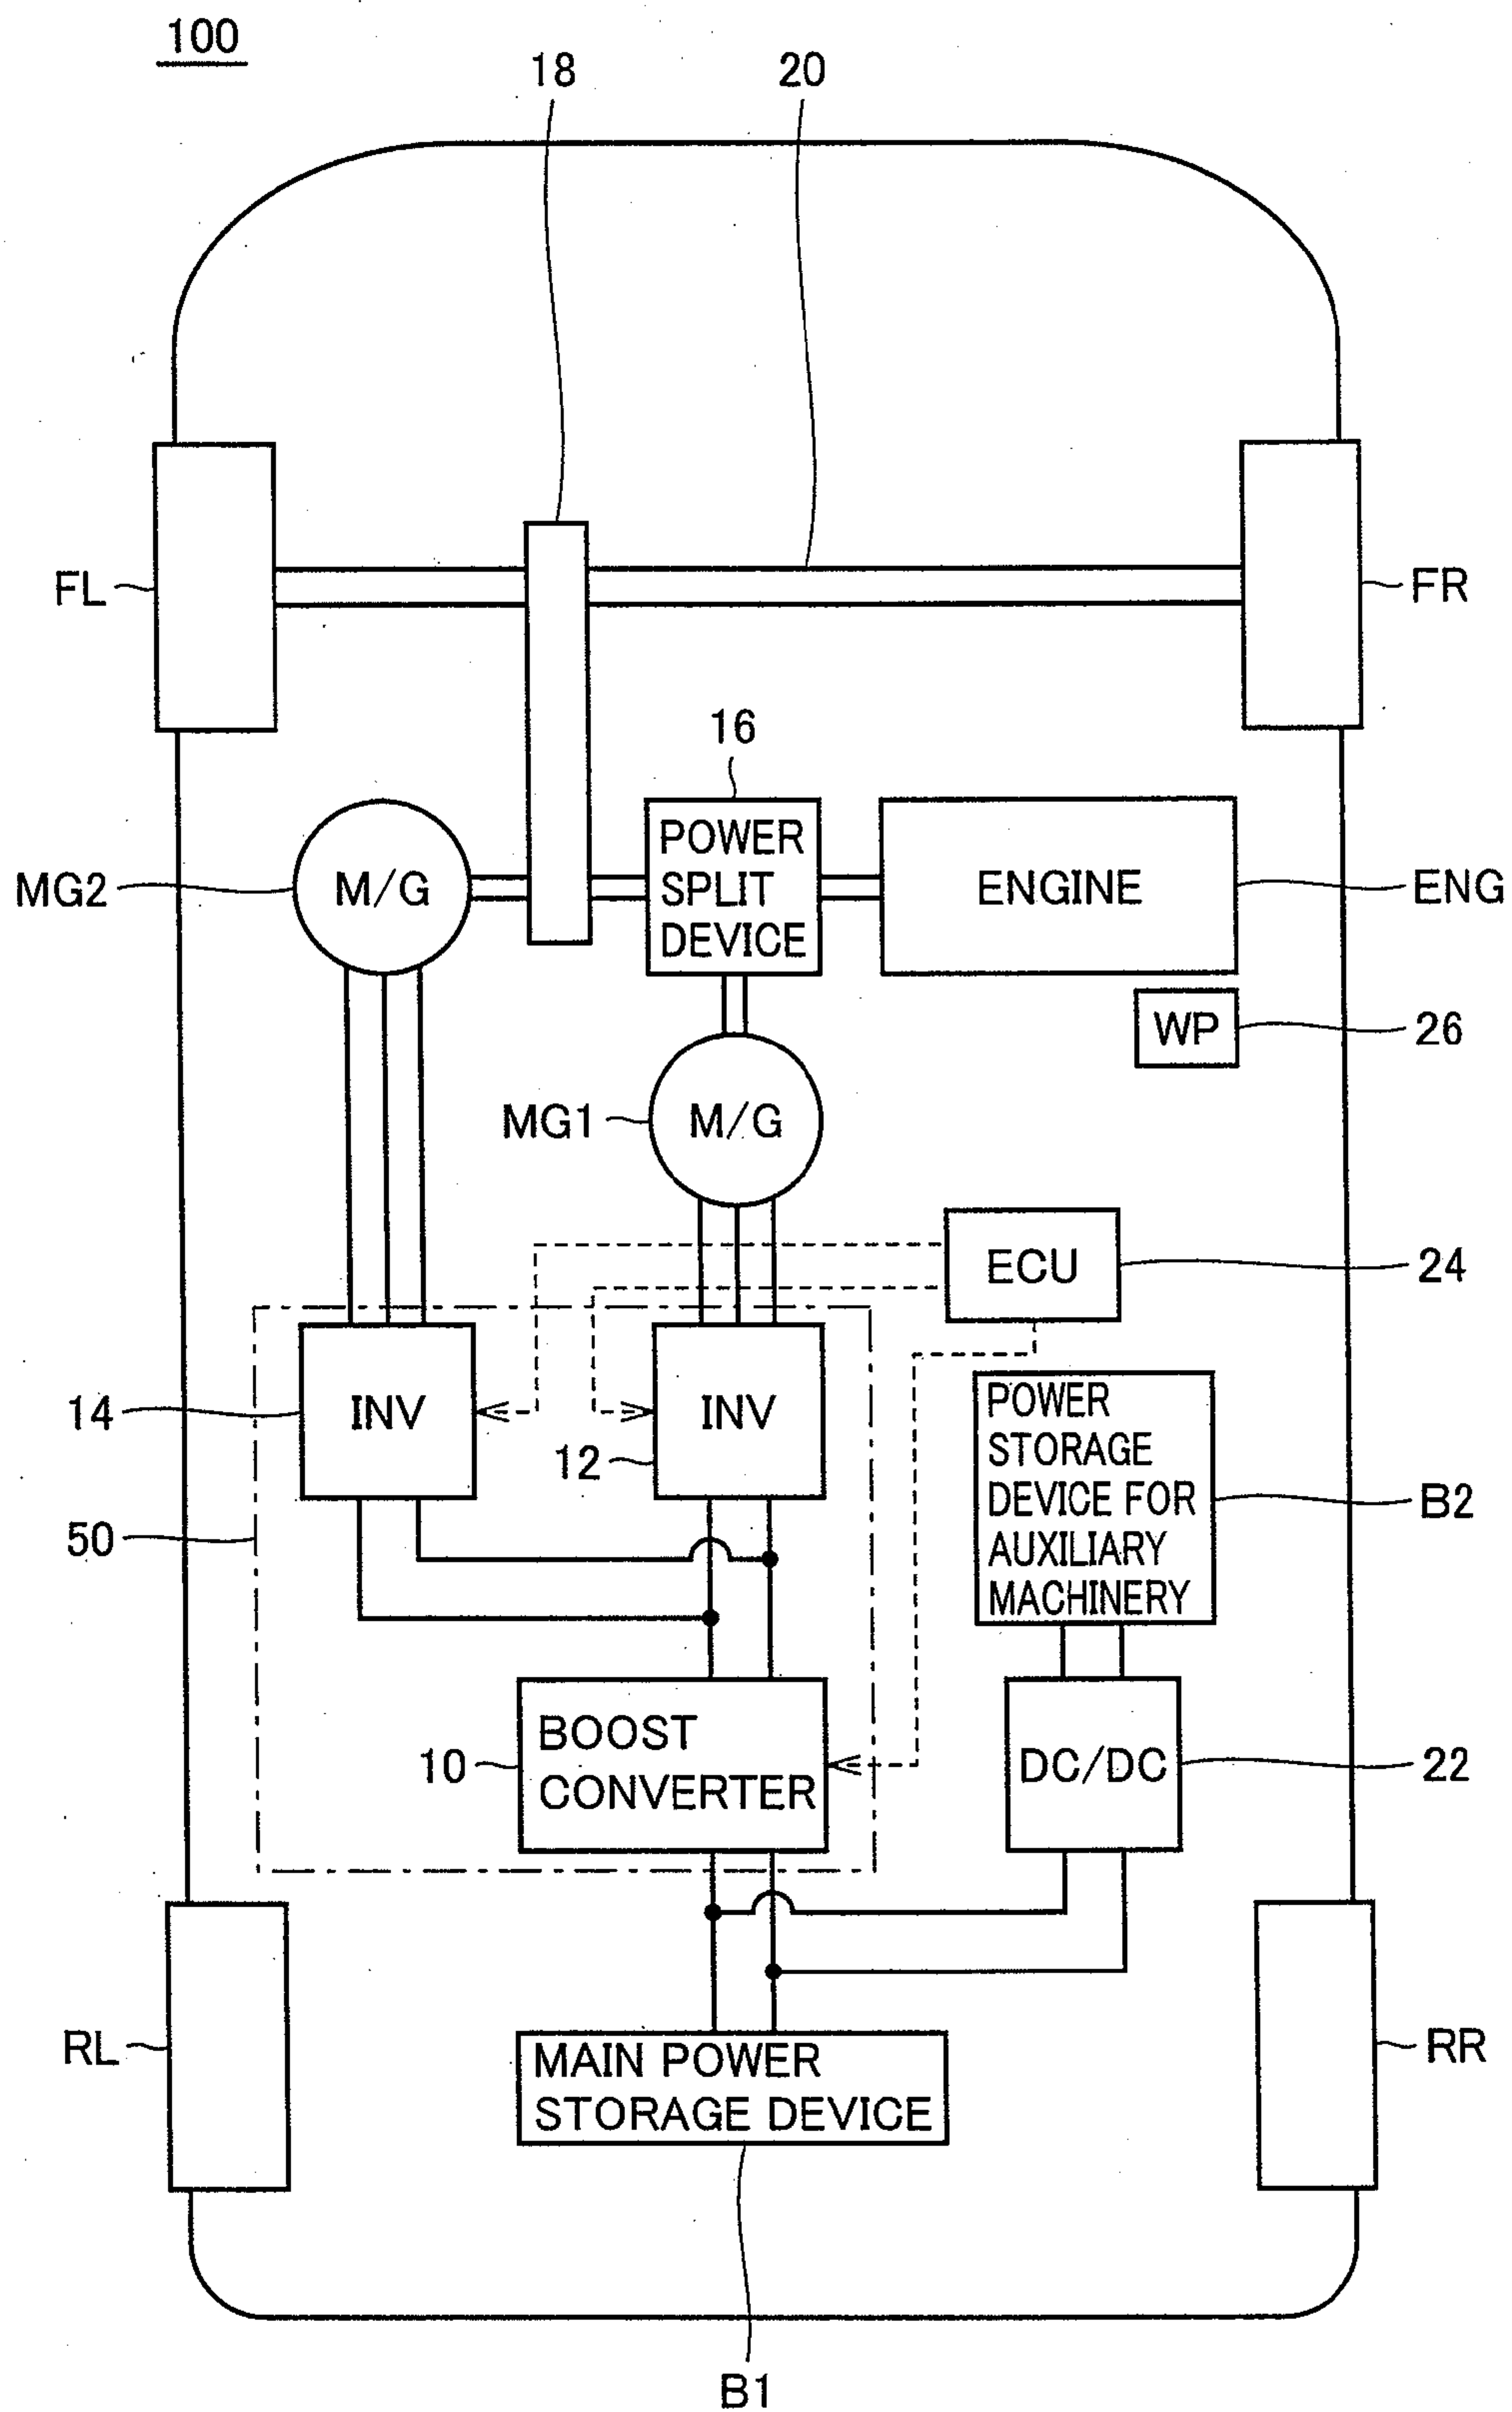 100
18
20
FL
FR
16
POWER
SPLIT
DEVICE
ENGINE
ENG
MG2
M/G
WP
26
MG1
M/G
ECU
24
14
INV
12
INV
POWER
STORAGE
DEVICE FOR
AUXILIARY
MACHINERY
B2
50
10
BOOST
CONVERTER
DC/DC
22
RL
RR
MAIN POWER
STORAGE DEVICE
B1